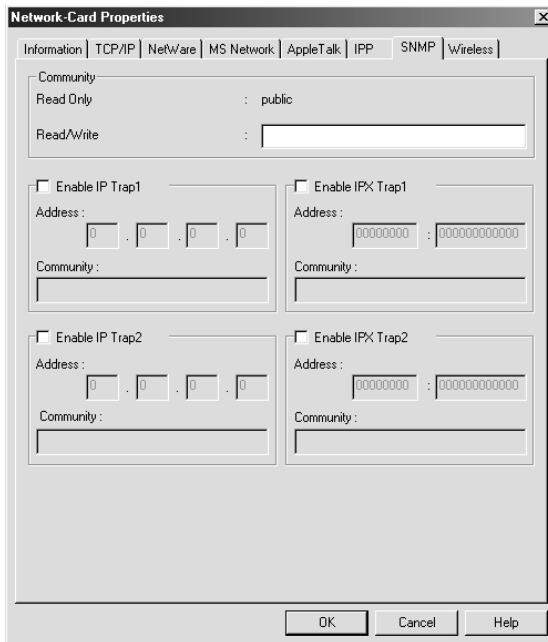 Network-Card Properties
Information TCP/IP NetWare MS Network AppleTalk IPP SNMP Wireless
Community
Read Only : public
Read/Write :
Enable IP Trap1 Enable IPX Trap1
Address : Address :
0 . 0 . 0 . 0 00000000 : 000000000000
Community : Community :
Enable IP Trap2 Enable IPX Trap2
Address : Address :
0 . 0 . 0 . 0 00000000 : 000000000000
Community : Community :
OK Cancel Help